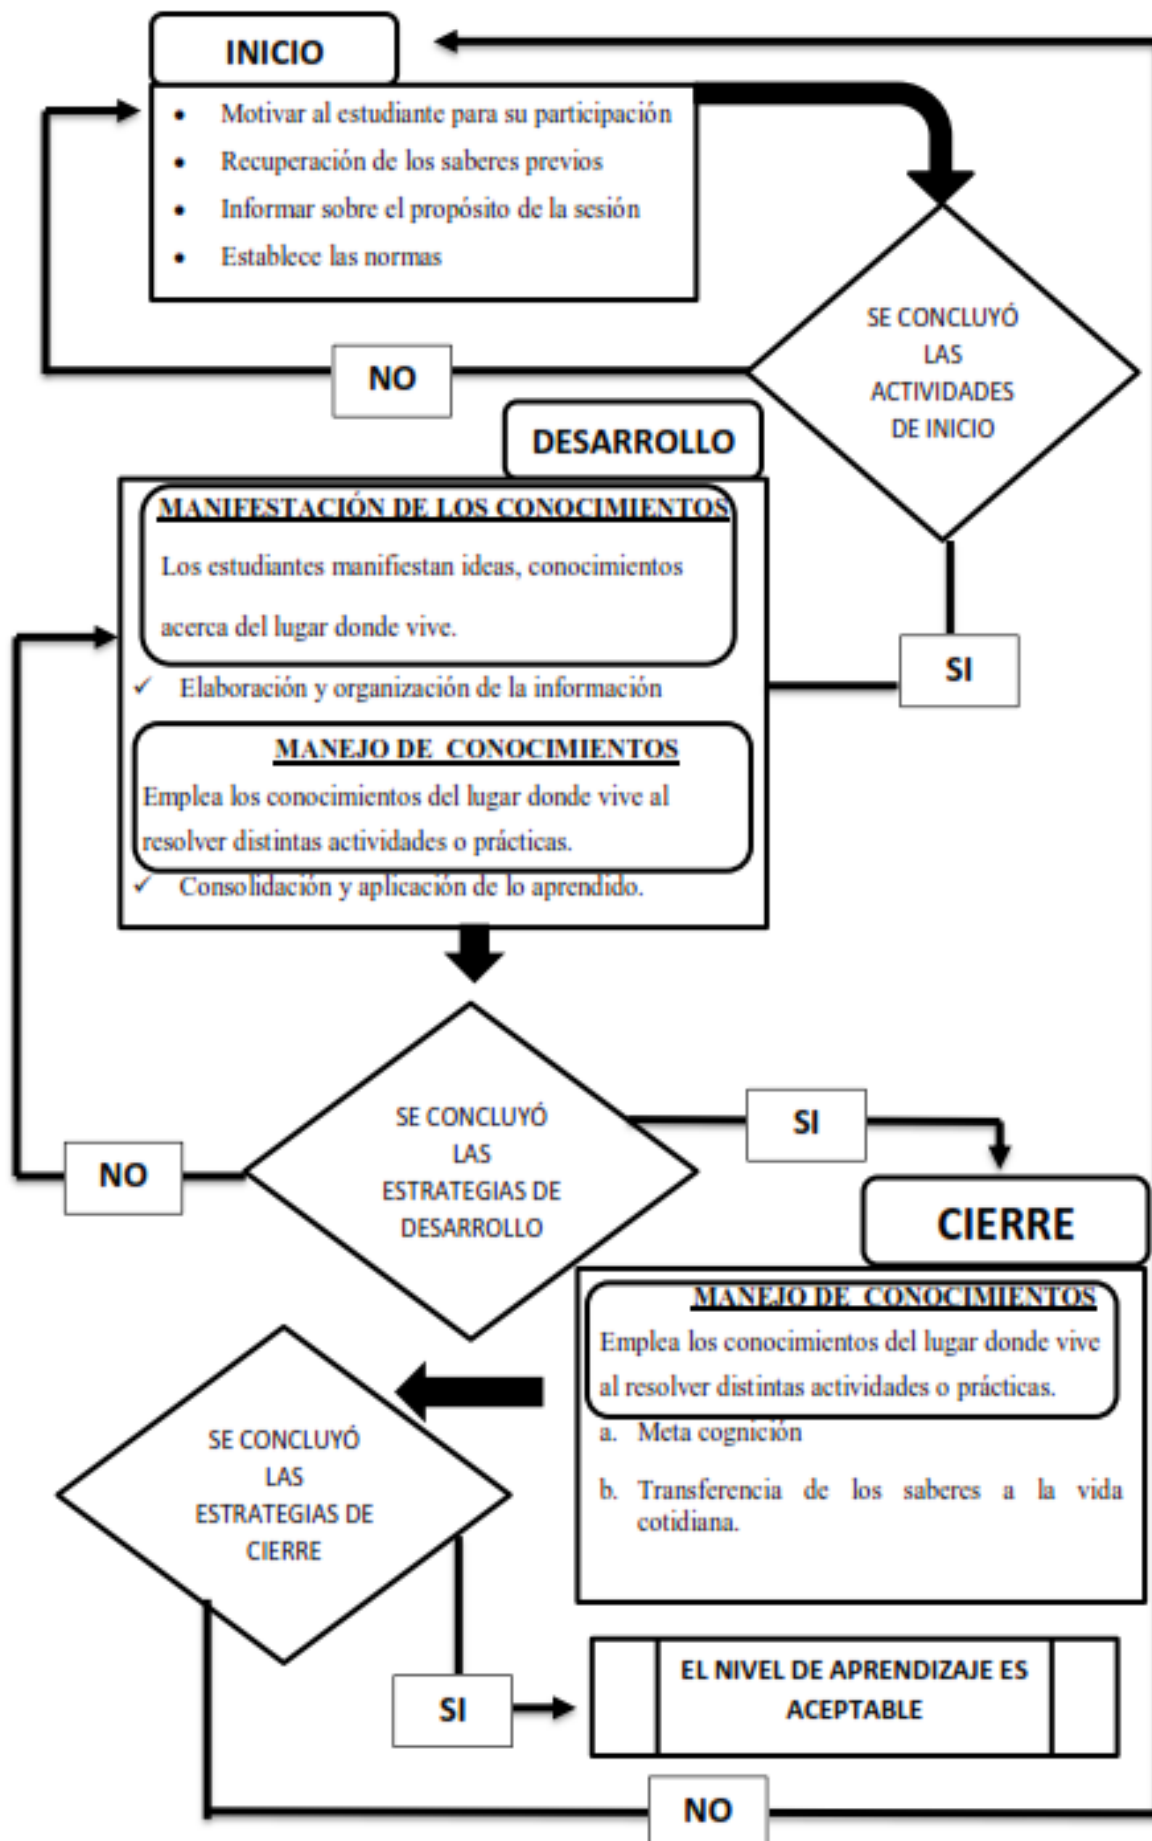 INICIO
• Motivar al estudiante para su participación
• Recuperación de los saberes previos
• Informar sobre el propósito de la sesión
• Establece las normas
SE CONCLUYÓ
LAS
ACTIVIDADES
DE INICIO
NO
DESARROLLO
MANIFESTACIÓN DE LOS CONOCIMIENTOS
Los estudiantes manifiestan ideas, conocimientos
acerca del lugar donde vive.
SI
✓ Elaboración y organización de la información
MANEJO DE CONOCIMIENTOS
Emplea los conocimientos del lugar donde vive al
resolver distintas actividades o prácticas.
✓ Consolidación y aplicación de lo aprendido.
SE CONCLUYÓ
LAS
ESTRATEGIAS DE
DESARROLLO
SI
NO
CIERRE
MANEJO DE CONOCIMIENTOS
Emplea los conocimientos del lugar donde vive
al resolver distintas actividades o prácticas.
a. Meta cognición
b. Transferencia de los saberes a la vida
cotidiana.
SE CONCLUYÓ
LAS
ESTRATEGIAS DE
CIERRE
SI
EL NIVEL DE APRENDIZAJE ES
ACEPTABLE
NO